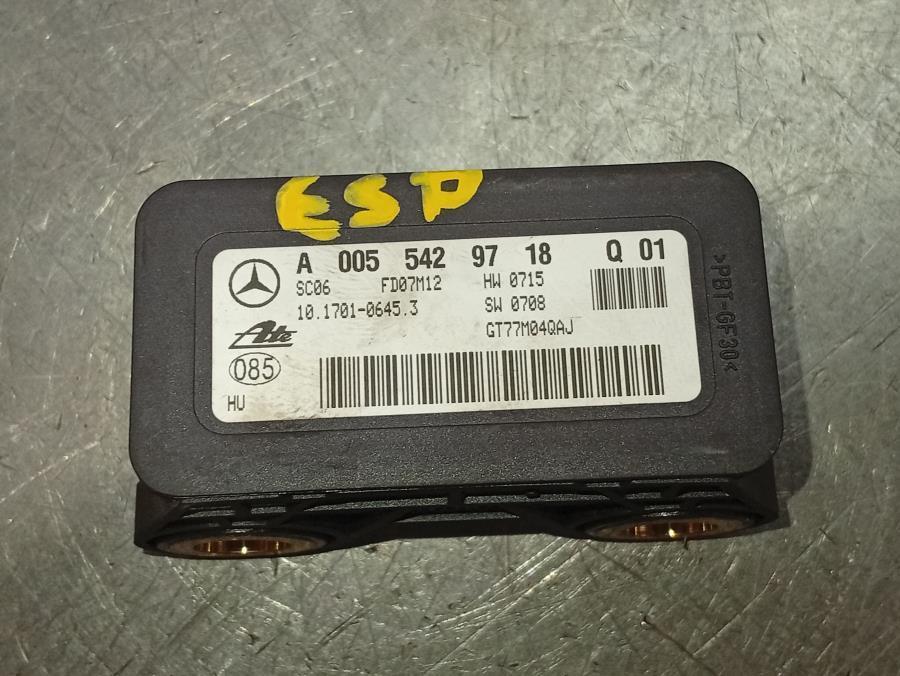 ESP
A 005 542 97 18 Q 01
SC06 FD07M12 HW 0715
10.1701-0645.3 SW 0708
Ate GT77M04QAJ
085
HU
>PBT-GF30<